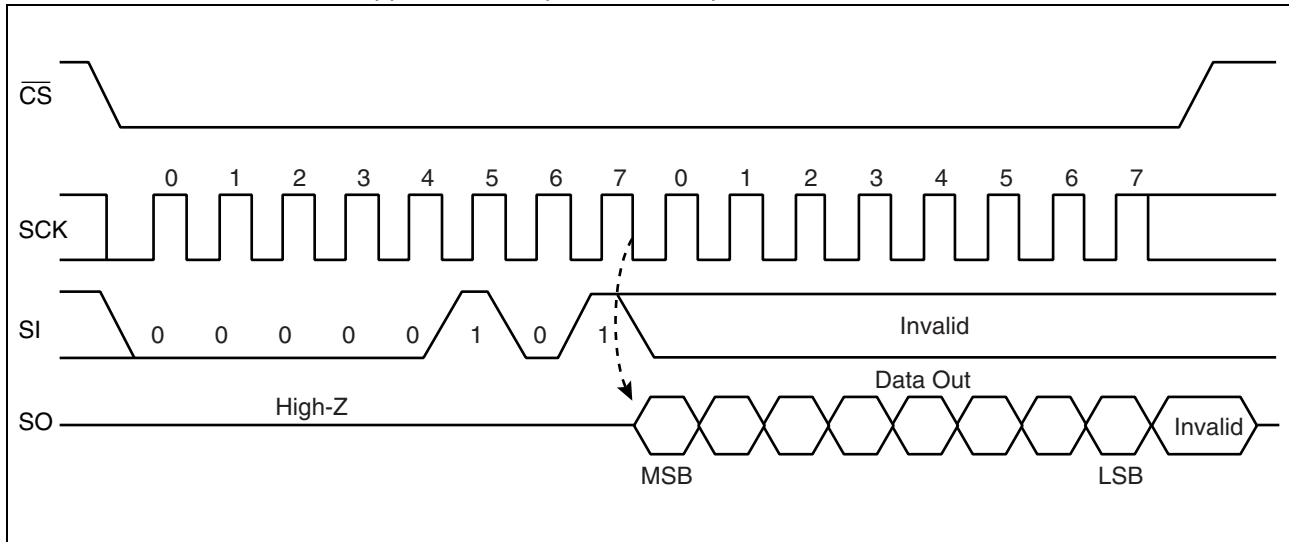 CS
0 1 2 3 4 5 6 7 0 1 2 3 4 5 6 7
SCK
SI
0 0 0 0 0 1 0 1
Invalid
Data Out
High-Z
SO
Invalid
MSB
LSB